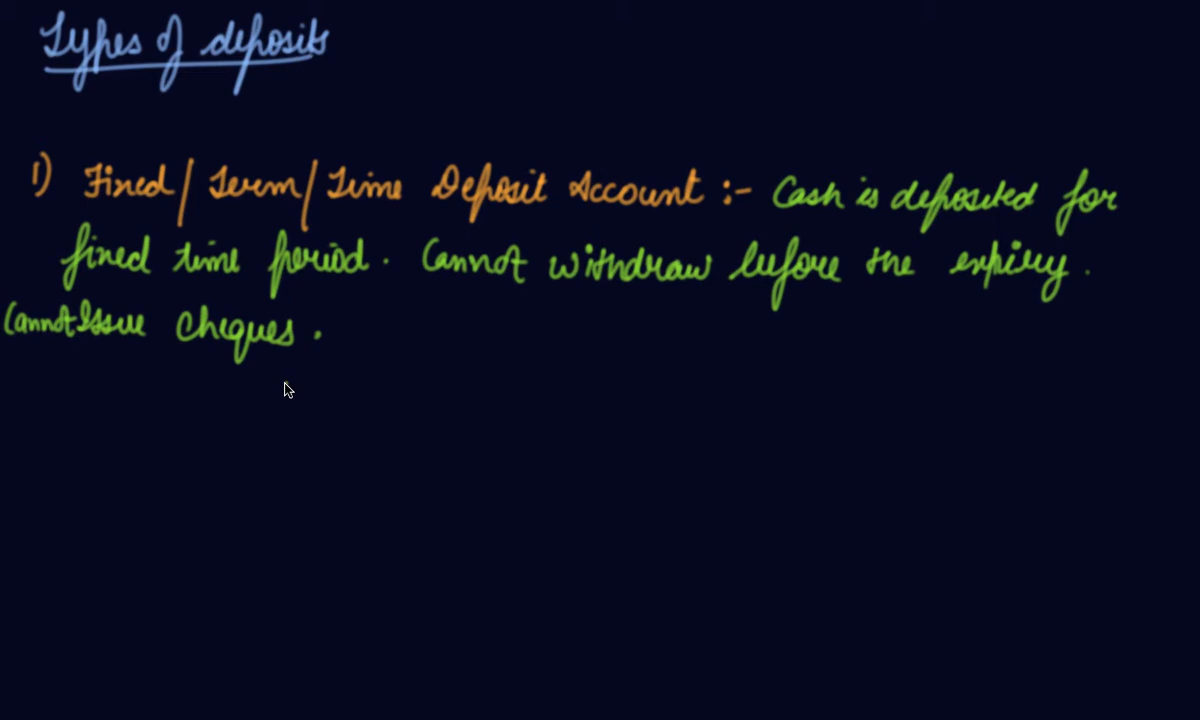 Types of deposits
1) Fixed/Term/Time Deposit Account :- Cash is deposited for
fixed time period. Cannot withdraw before the expiry.
Cannot Issue Cheques.